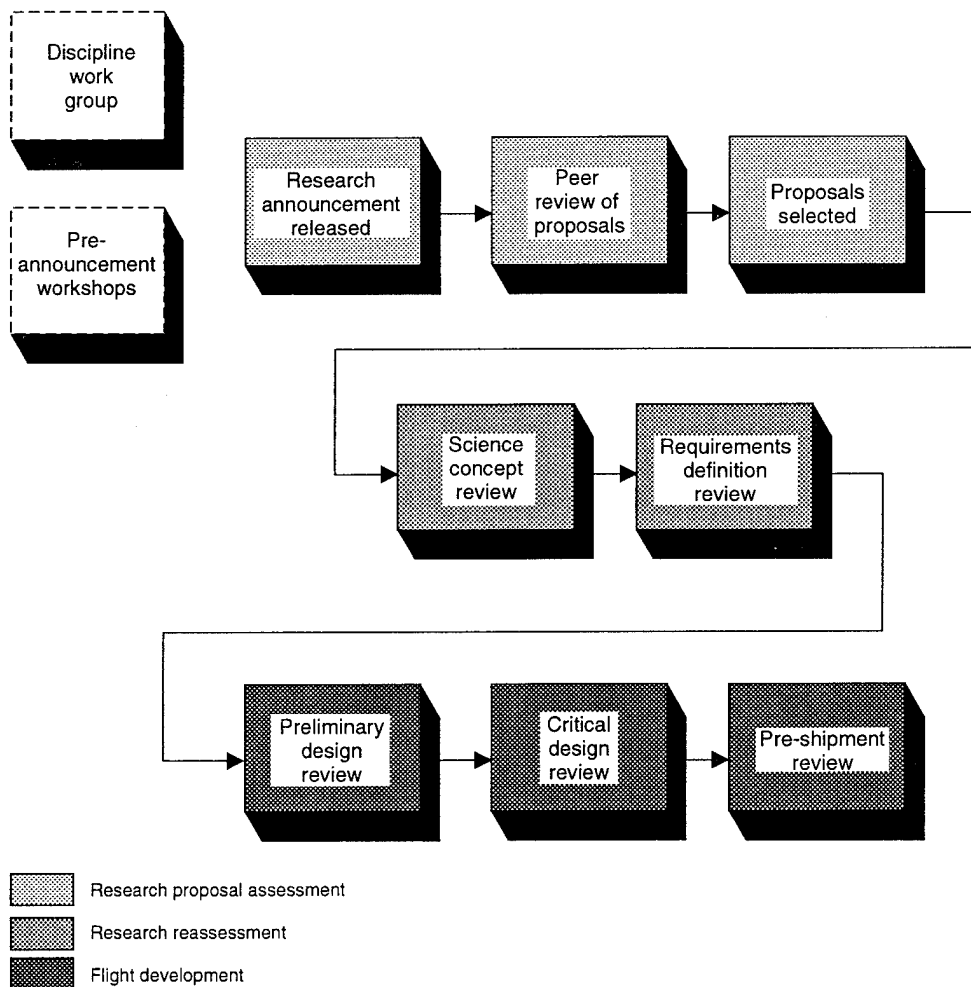 Discipline
work
group
Pre-
announcement
workshops
Research
announcement
released
Peer
review of
proposals
Proposals
selected
Science
concept
review
Requirements
definition
review
Preliminary
design
review
Critical
design
review
Pre-shipment
review
Research proposal assessment
Research reassessment
Flight development